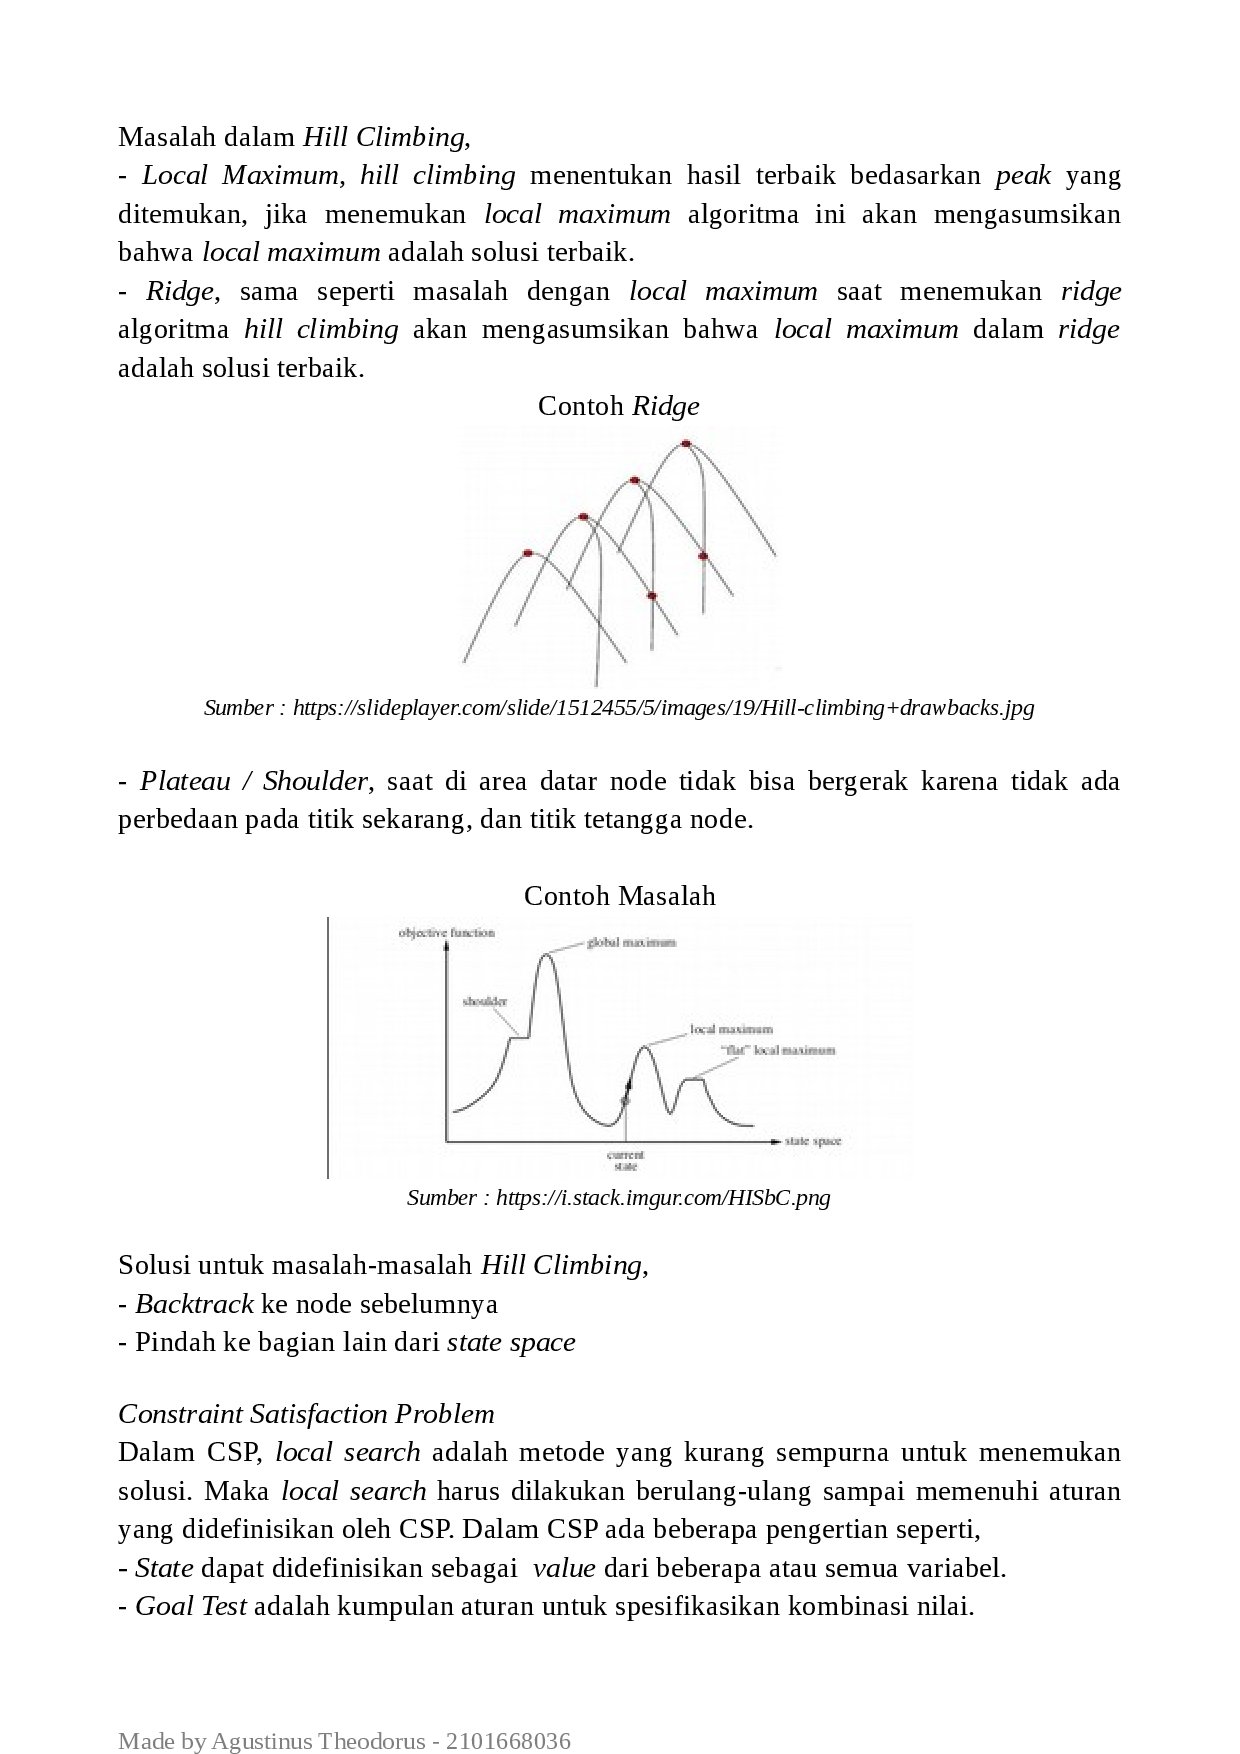 Masalah dalam Hill Climbing,
- Local Maximum, hill climbing menentukan hasil terbaik bedasarkan peak yang
ditemukan, jika menemukan local maximum algoritma ini akan mengasumsikan
bahwa local maximum adalah solusi terbaik.
- Ridge, sama seperti masalah dengan local maximum saat menemukan ridge
algoritma hill climbing akan mengasumsikan bahwa local maximum dalam ridge
adalah solusi terbaik.
Contoh Ridge
Sumber : https://slideplayer.com/slide/1512455/5/images/19/Hill-climbing+drawbacks.jpg
- Plateau / Shoulder, saat di area datar node tidak bisa bergerak karena tidak ada
perbedaan pada titik sekarang, dan titik tetangga node.
Contoh Masalah
objective function
global maximum
shoulder
local maximum
“flat” local maximum
state space
current
state
Sumber : https://i.stack.imgur.com/HISbC.png
Solusi untuk masalah-masalah Hill Climbing,
- Backtrack ke node sebelumnya
- Pindah ke bagian lain dari state space
Constraint Satisfaction Problem
Dalam CSP, local search adalah metode yang kurang sempurna untuk menemukan
solusi. Maka local search harus dilakukan berulang-ulang sampai memenuhi aturan
yang didefinisikan oleh CSP. Dalam CSP ada beberapa pengertian seperti,
- State dapat didefinisikan sebagai  value dari beberapa atau semua variabel.
- Goal Test adalah kumpulan aturan untuk spesifikasikan kombinasi nilai.
Made by Agustinus Theodorus - 2101668036